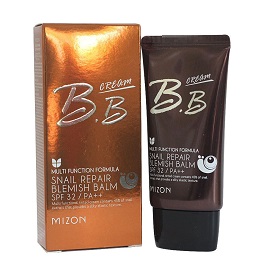 CREAM
B.B
MULTI FUNCTION FORMULA
SNAIL REPAIR
BLEMISH BALM
SPF 32 / PA++
MIZON
CREAM
B.B
MULTI FUNCTION FORMULA
SNAIL REPAIR
BLEMISH BALM
SPF 32 / PA++
MIZON